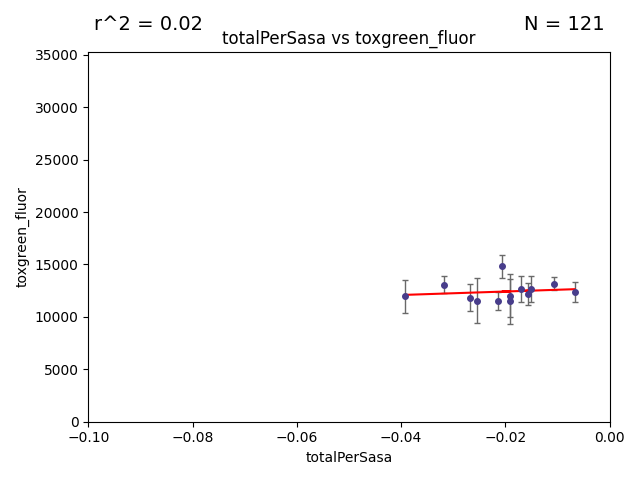 r^2 = 0.02
N = 121
totalPerSasa vs toxgreen_fluor
35000
30000
25000
20000
15000
10000
5000
0
toxgreen_fluor
−0.10
−0.08
−0.06
−0.04
−0.02
0.00
totalPerSasa